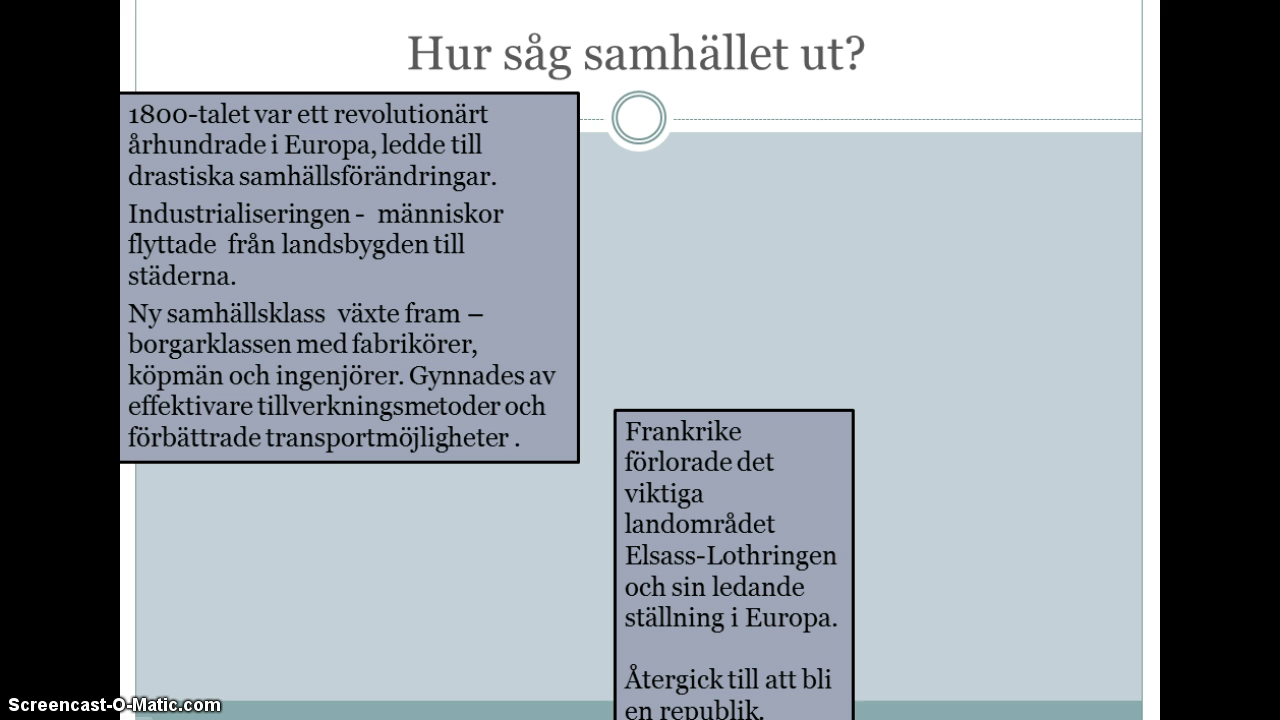 Hur såg samhället ut?
1800-talet var ett revolutionärt
århundrade i Europa, ledde till
drastiska samhällsförändringar.
Industrialiseringen - människor
flyttade från landsbygden till
städerna.
Ny samhällsklass växte fram –
borgarklassen med fabrikörer,
köpmän och ingenjörer. Gynnades av
effektivare tillverkningsmetoder och
förbättrade transportmöjligheter .
Frankrike
förlorade det
viktiga
landområdet
Elsass-Lothringen
och sin ledande
ställning i Europa.
Återgick till att bli
en republik.
Screencast-O-Matic.com